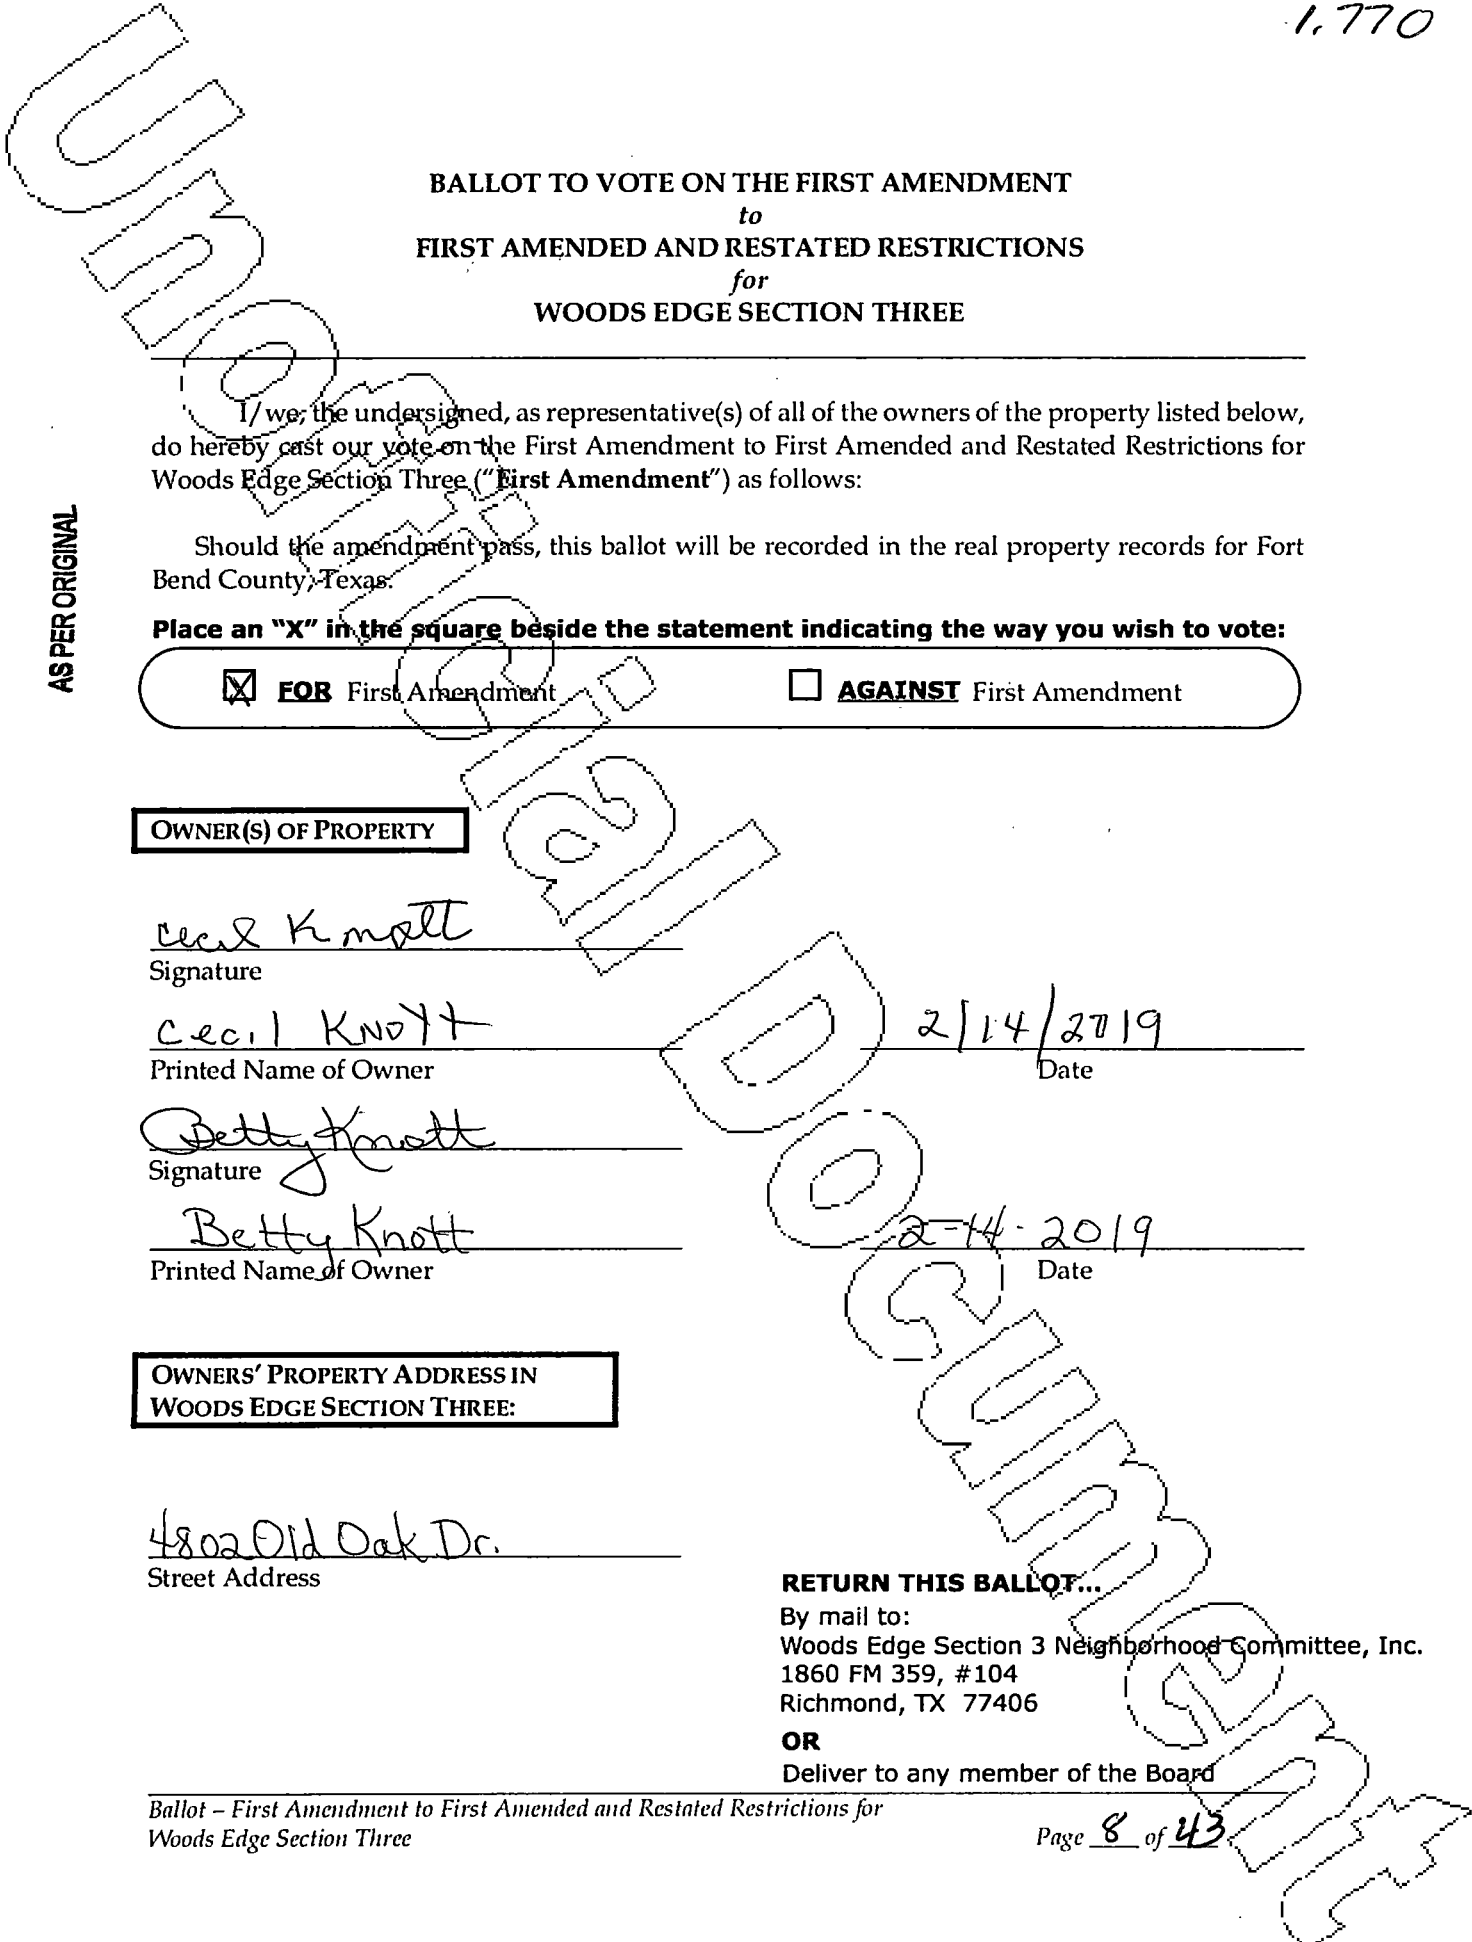 1.770
BALLOT TO VOTE ON THE FIRST AMENDMENT
to
FIRST AMENDED AND RESTATED RESTRICTIONS
for
WOODS EDGE SECTION THREE
I/we, the undersigned, as representative(s) of all of the owners of the property listed below,
do hereby cast our vote on the First Amendment to First Amended and Restated Restrictions for
Woods Edge Section Three ("First Amendment") as follows:
AS PER ORIGINAL
Should the amendment pass, this ballot will be recorded in the real property records for Fort
Bend County, Texas.
Place an "X" in the square beside the statement indicating the way you wish to vote:
X FOR First Amendment AGAINST First Amendment
OWNER(S) OF PROPERTY
Cecil Knott
Signature
Cecil Knott 2/14/2019
Printed Name of Owner Date
Betty Knott
Signature
Betty Knott 2-14-2019
Printed Name of Owner Date
OWNERS' PROPERTY ADDRESS IN
WOODS EDGE SECTION THREE:
4802 Old Oak Dr.
Street Address
RETURN THIS BALLOT...
By mail to:
Woods Edge Section 3 Neighborhood Committee, Inc.
1860 FM 359, #104
Richmond, TX 77406
OR
Deliver to any member of the Board
Ballot – First Amendment to First Amended and Restated Restrictions for
Woods Edge Section Three
Page 8 of 43
Unofficial Document